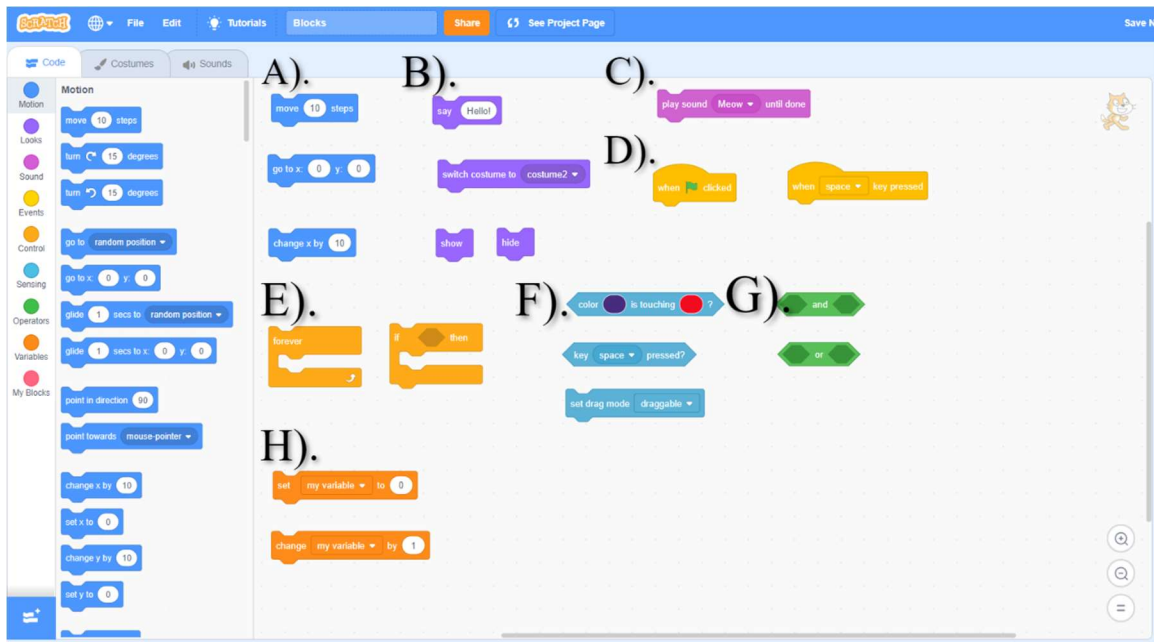 SCRATCH File Edit Tutorials Blocks Share See Project Page Save N
Code Costumes Sounds
Motion
Looks
Sound
Events
Control
Sensing
Operators
Variables
My Blocks
Motion
move 10 steps
turn 15 degrees
turn 15 degrees
go to random position
go to x: 0 y: 0
glide 1 secs to random position
glide 1 secs to x: 0 y: 0
point in direction 90
point towards mouse-pointer
change x by 10
set x to 0
change y by 10
set y to 0
A).
move 10 steps
go to x: 0 y: 0
change x by 10
B).
say Hello!
switch costume to costume2
show hide
C).
play sound Meow until done
D).
when clicked when space key pressed
E).
forever
if then
F).
color is touching ?
key space pressed?
set drag mode draggable
G).
and
or
H).
set my variable to 0
change my variable by 1